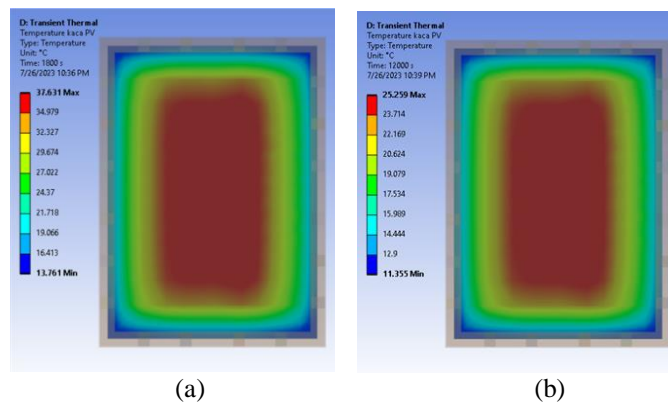 D: Transient Thermal
Temperature kaca PV
Type: Temperature
Unit: °C
Time: 1800 s
7/26/2023 10:36 PM
37.631 Max
34.979
32.327
29.674
27.022
24.37
21.718
19.066
16.413
13.761 Min
(a)
D: Transient Thermal
Temperature kaca PV
Type: Temperature
Unit: °C
Time: 12000 s
7/26/2023 10:39 PM
25.259 Max
23.714
22.169
20.624
19.079
17.534
15.989
14.444
12.9
11.355 Min
(b)